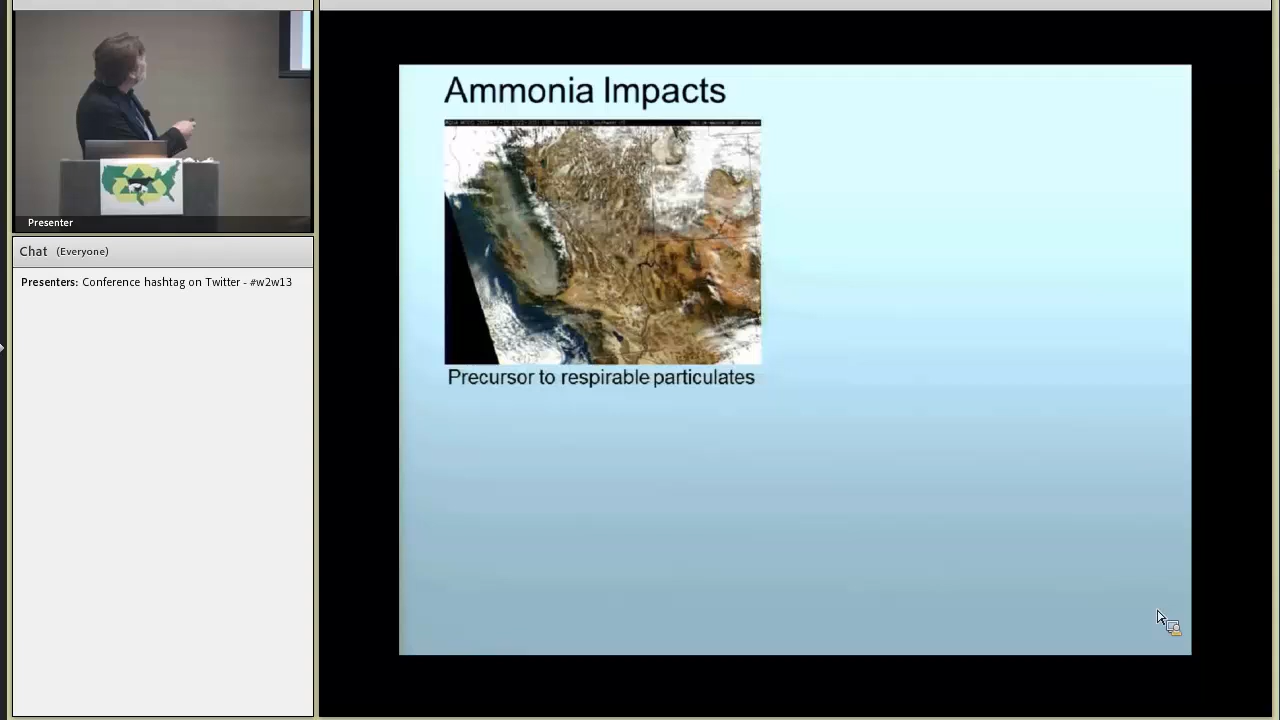 Presenter
Chat (Everyone)
Presenters: Conference hashtag on Twitter - #w2w13
Ammonia Impacts
Precursor to respirable particulates